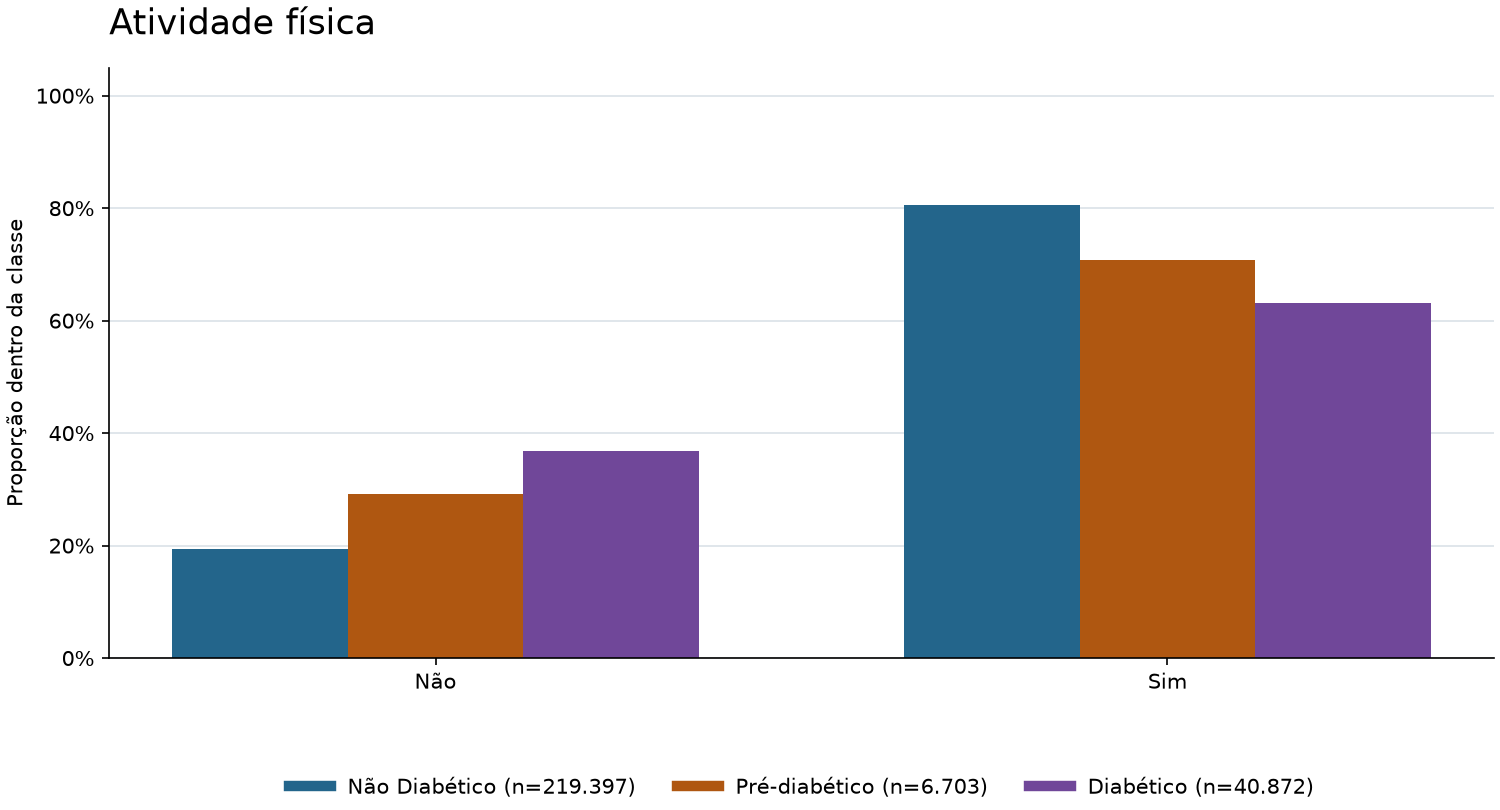 Atividade física
Proporção dentro da classe
100%
80%
60%
40%
20%
0%
Não
Sim
Não Diabético (n=219.397)
Pré-diabético (n=6.703)
Diabético (n=40.872)